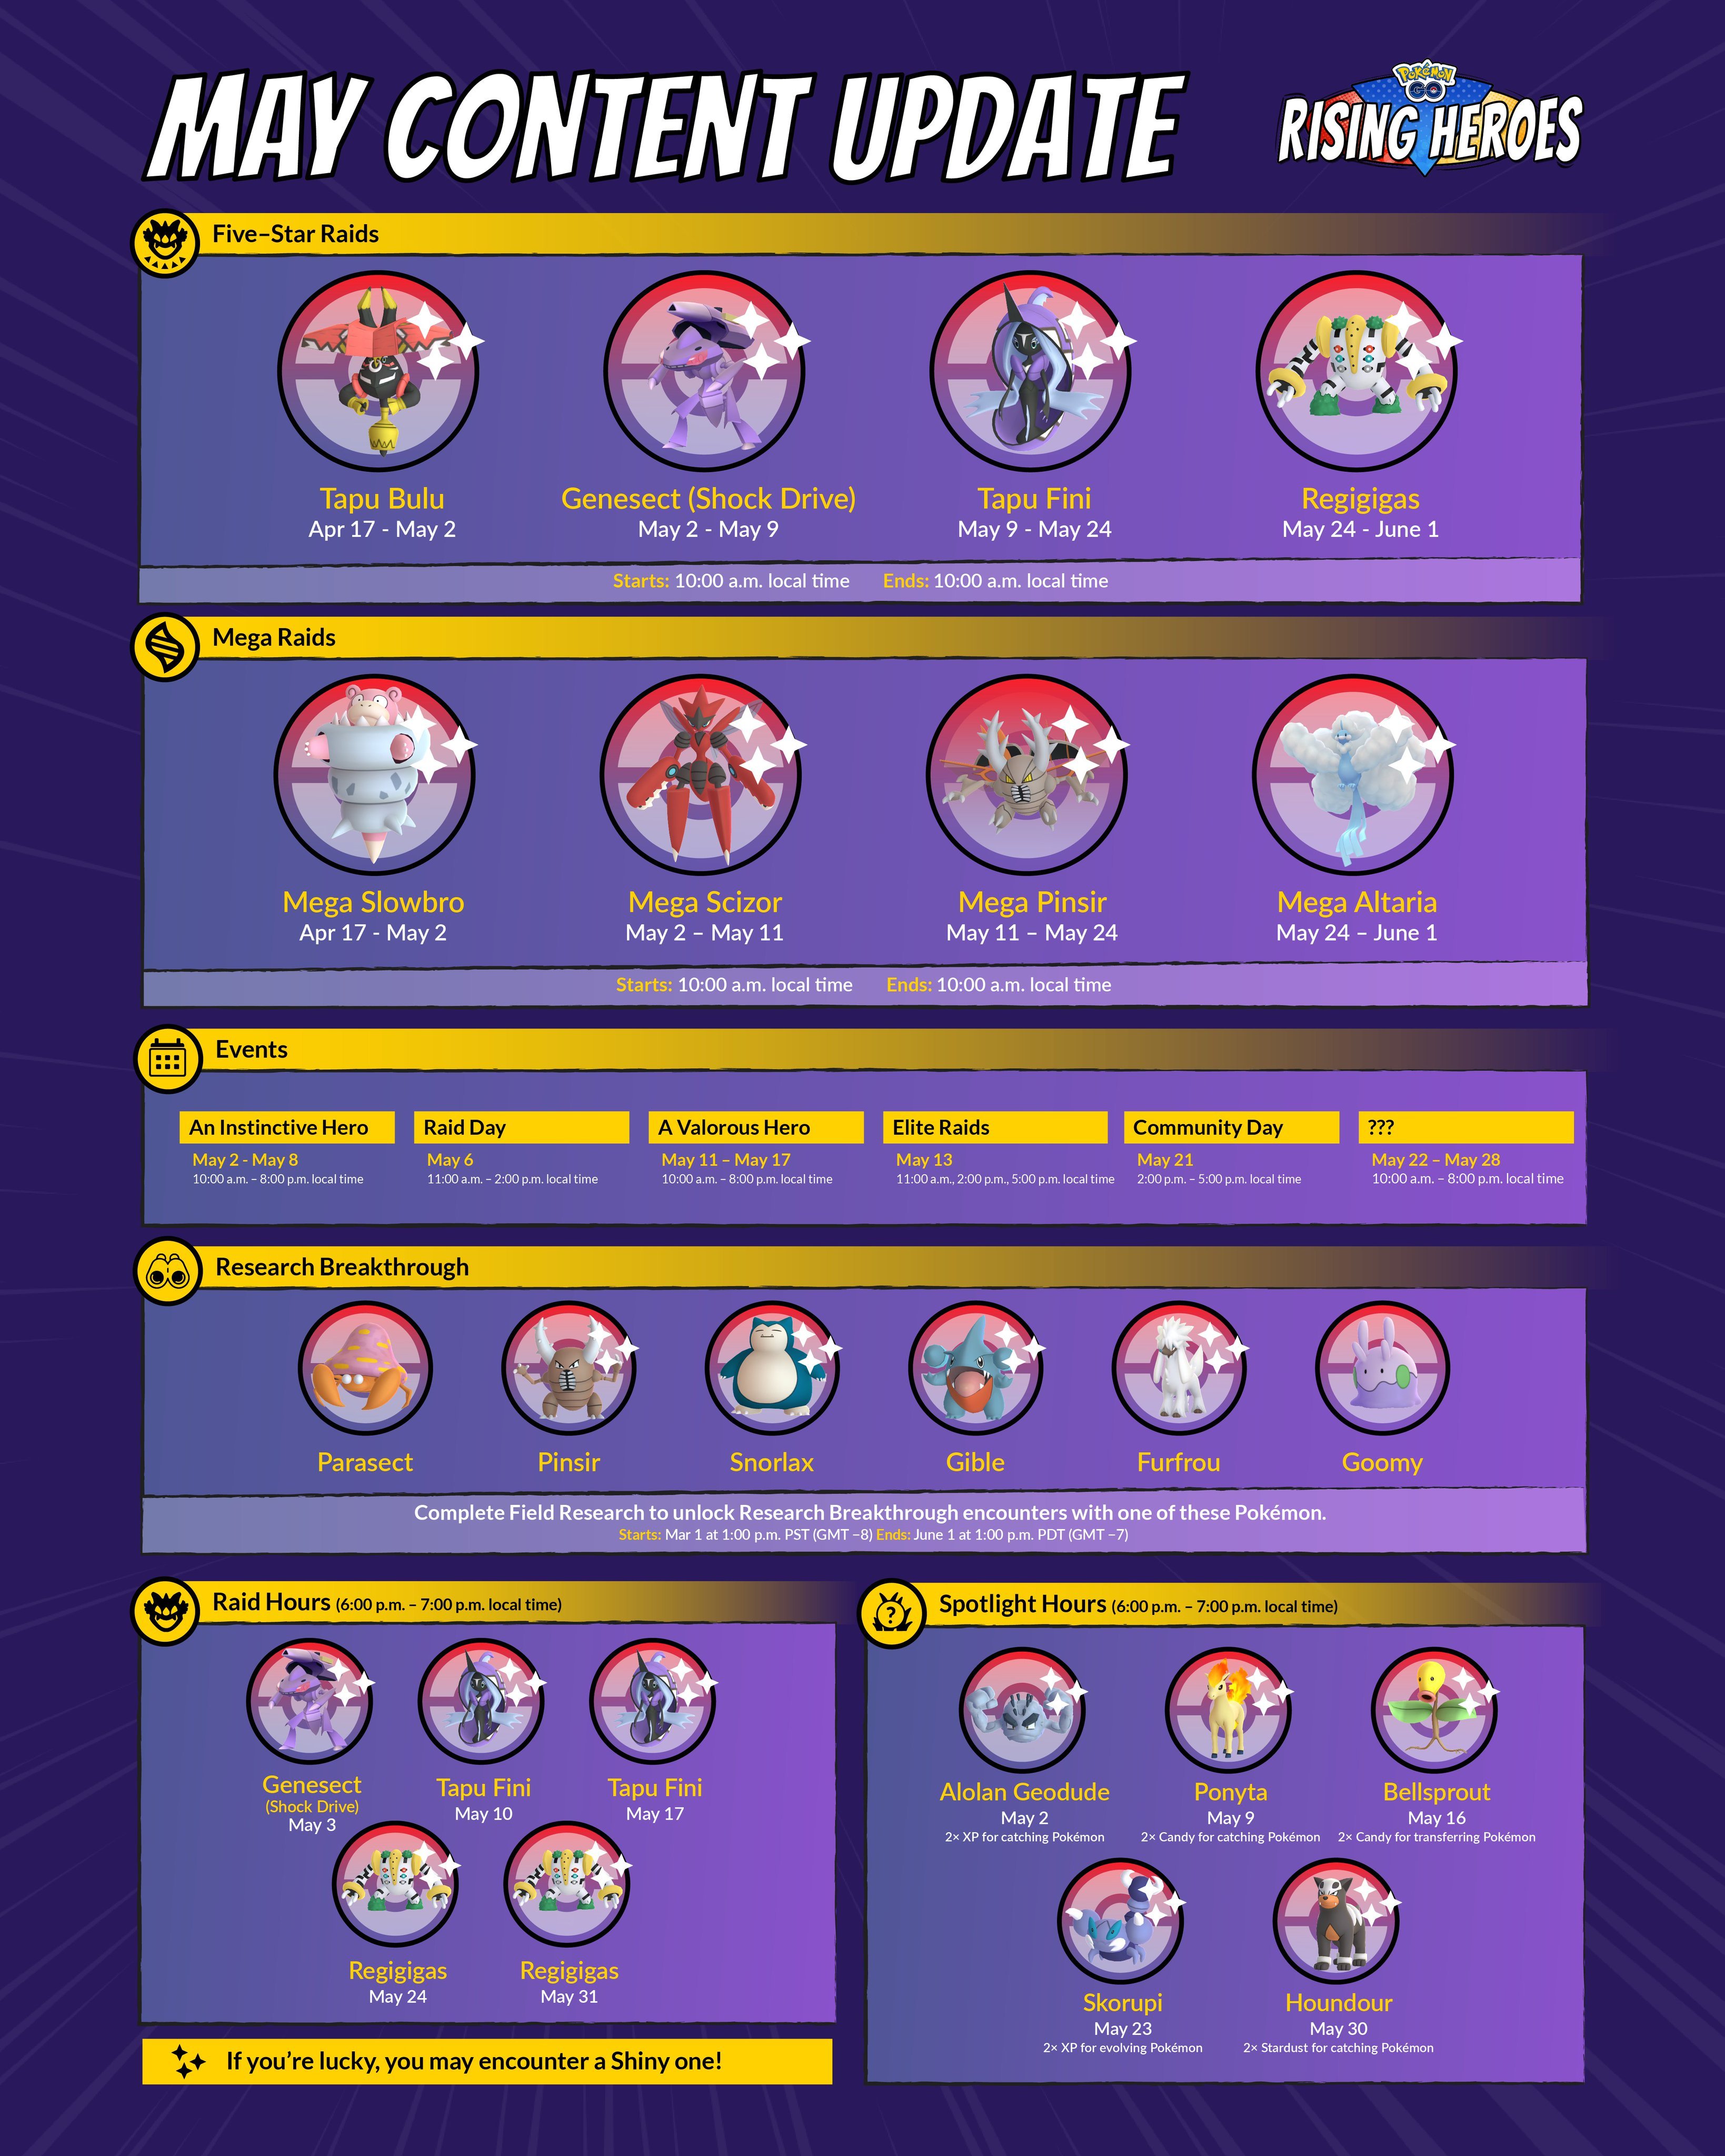 MAY CONTENT UPDATE
POKÉMON
GO
RISING HEROES
Five–Star Raids
Tapu Bulu
Apr 17 - May 2
Genesect (Shock Drive)
May 2 - May 9
Tapu Fini
May 9 - May 24
Regigigas
May 24 - June 1
Starts: 10:00 a.m. local time Ends: 10:00 a.m. local time
Mega Raids
Mega Slowbro
Apr 17 - May 2
Mega Scizor
May 2 – May 11
Mega Pinsir
May 11 – May 24
Mega Altaria
May 24 – June 1
Starts: 10:00 a.m. local time Ends: 10:00 a.m. local time
Events
An Instinctive Hero
May 2 - May 8
10:00 a.m. – 8:00 p.m. local time
Raid Day
May 6
11:00 a.m. – 2:00 p.m. local time
A Valorous Hero
May 11 – May 17
10:00 a.m. – 8:00 p.m. local time
Elite Raids
May 13
11:00 a.m., 2:00 p.m., 5:00 p.m. local time
Community Day
May 21
2:00 p.m. – 5:00 p.m. local time
???
May 22 – May 28
10:00 a.m. – 8:00 p.m. local time
Research Breakthrough
Parasect
Pinsir
Snorlax
Gible
Furfrou
Goomy
Complete Field Research to unlock Research Breakthrough encounters with one of these Pokémon.
Starts: Mar 1 at 1:00 p.m. PST (GMT −8) Ends: June 1 at 1:00 p.m. PDT (GMT −7)
Raid Hours (6:00 p.m. – 7:00 p.m. local time)
Genesect
(Shock Drive)
May 3
Tapu Fini
May 10
Tapu Fini
May 17
Regigigas
May 24
Regigigas
May 31
If you're lucky, you may encounter a Shiny one!
Spotlight Hours (6:00 p.m. – 7:00 p.m. local time)
Alolan Geodude
May 2
2× XP for catching Pokémon
Ponyta
May 9
2× Candy for catching Pokémon
Bellsprout
May 16
2× Candy for transferring Pokémon
Skorupi
May 23
2× XP for evolving Pokémon
Houndour
May 30
2× Stardust for catching Pokémon